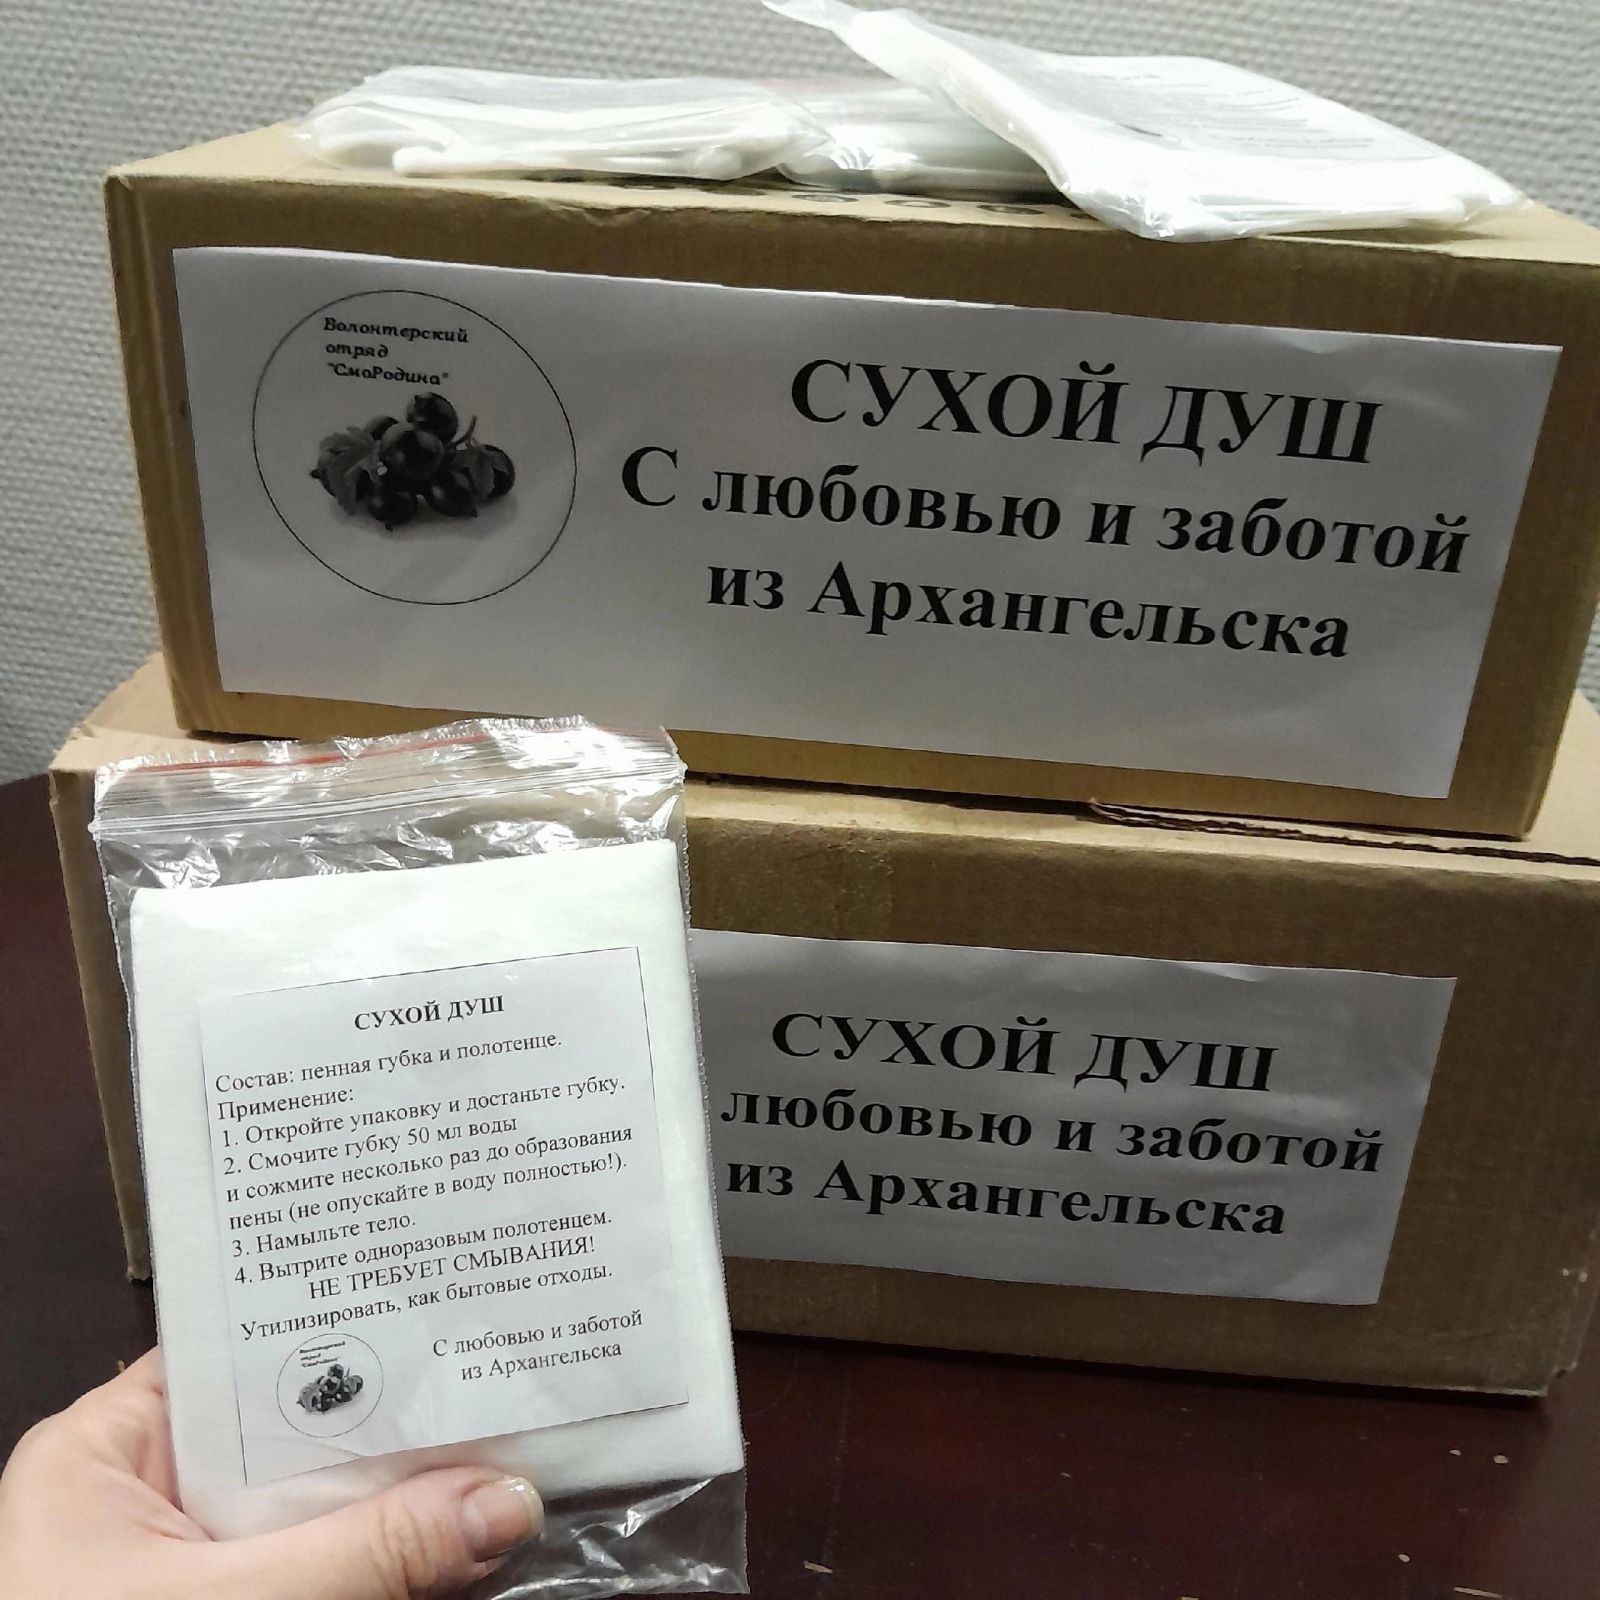 Волонтерский
отряд
"СмоРодина"
СУХОЙ ДУШ
С любовью и заботой
из Архангельска
СУХОЙ ДУШ
любовью и заботой
из Архангельска
СУХОЙ ДУШ
Состав: пенная губка и полотенце.
Применение:
1. Откройте упаковку и достаньте губку.
2. Смочите губку 50 мл воды
и сожмите несколько раз до образования
пены (не опускайте в воду полностью!).
3. Намыльте тело.
4. Вытрите одноразовым полотенцем.
НЕ ТРЕБУЕТ СМЫВАНИЯ!
Утилизировать, как бытовые отходы.
Волонтерский
отряд
"СмоРодина"
С любовью и заботой
из Архангельска